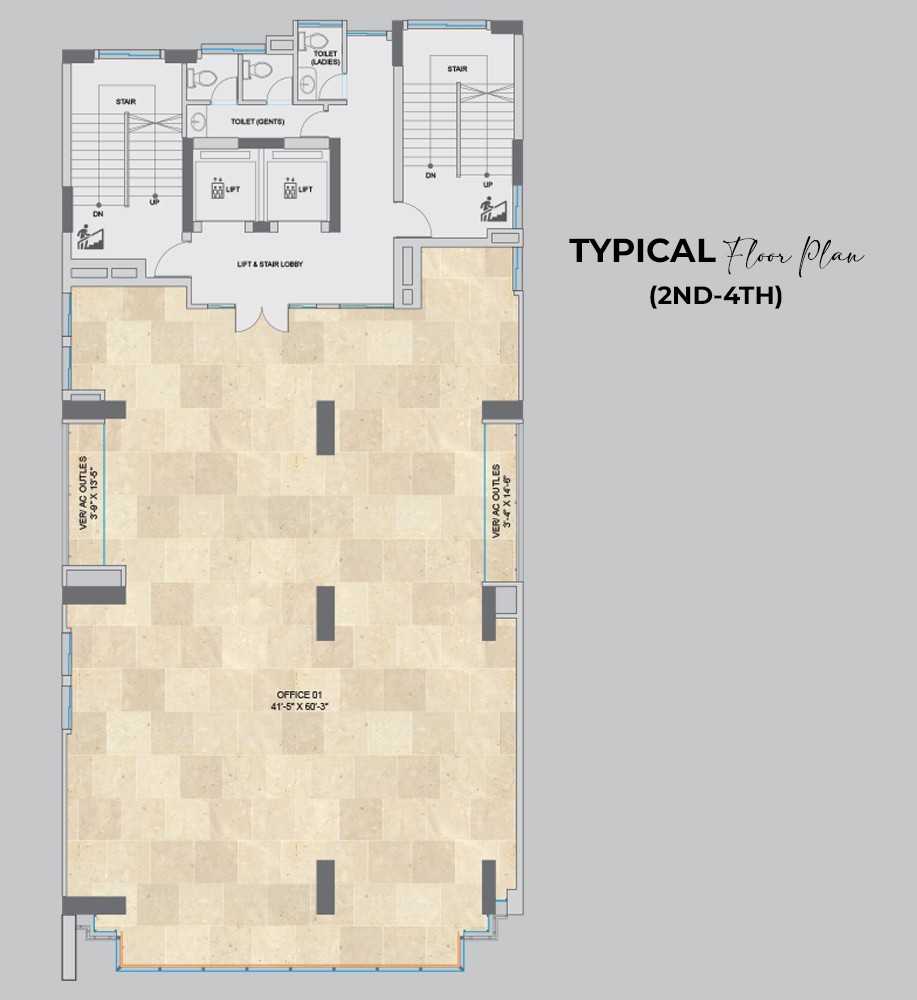 TOILET
(LADIES)
STAIR
STAIR
TOILET (GENTS)
LIFT
LIFT
DN
UP
UP
DN
LIFT & STAIR LOBBY
TYPICAL Floor Plan
(2ND-4TH)
VER/ AC OUTLES
3'-9" X 13'-5"
VER/ AC OUTLES
3'-4" X 14'-6"
OFFICE 01
41'-5" X 60'-3"